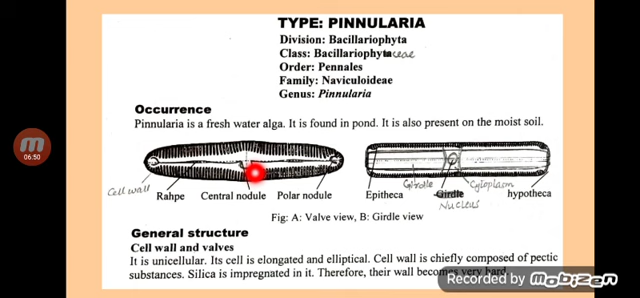 TYPE: PINNULARIA
Division: Bacillariophyta
Class: Bacillariophytaceae
Order: Pennales
Family: Naviculoideae
Genus: Pinnularia
Occurrence
Pinnularia is a fresh water alga. It is found in pond. It is also present on the moist soil.
06:50
Cell wall
Rahpe Central nodule Polar nodule Epitheca Girdle Girdle Cytoplasm hypotheca
Nucleus
Fig: A: Valve view, B: Girdle view
General structure
Cell wall and valves
It is unicellular. Its cell is elongated and elliptical. Cell wall is chiefly composed of pectic
substances. Silica is impregnated in it. Therefore, their wall becomes very hard.
Recorded by Mobizen